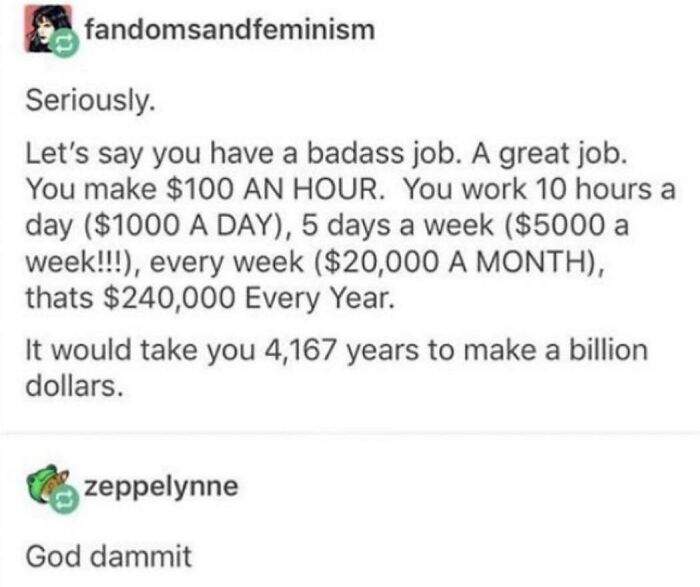 fandomsandfeminism
Seriously.
Let's say you have a badass job. A great job.
You make $100 AN HOUR. You work 10 hours a
day ($1000 A DAY), 5 days a week ($5000 a
week!!!), every week ($20,000 A MONTH),
thats $240,000 Every Year.
It would take you 4,167 years to make a billion
dollars.
zeppelynne
God dammit